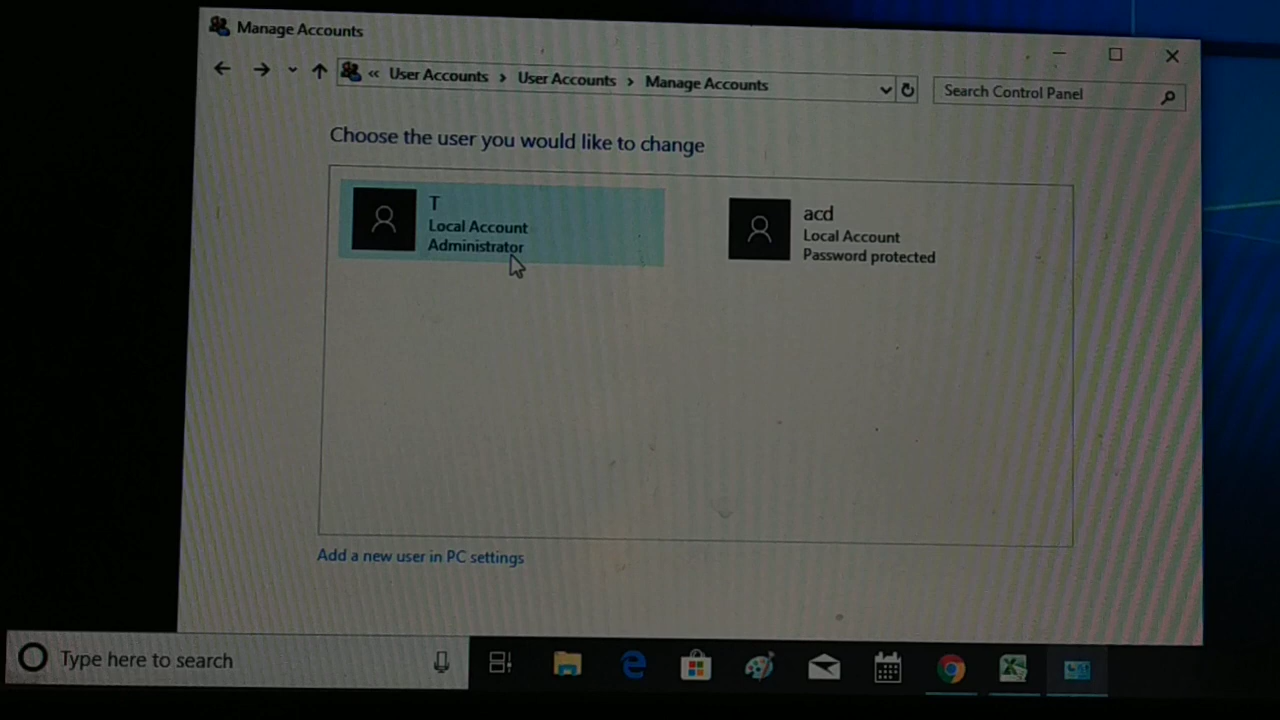 Manage Accounts
« User Accounts › User Accounts › Manage Accounts
Search Control Panel
Choose the user you would like to change
T
Local Account
Administrator
acd
Local Account
Password protected
Add a new user in PC settings
Type here to search